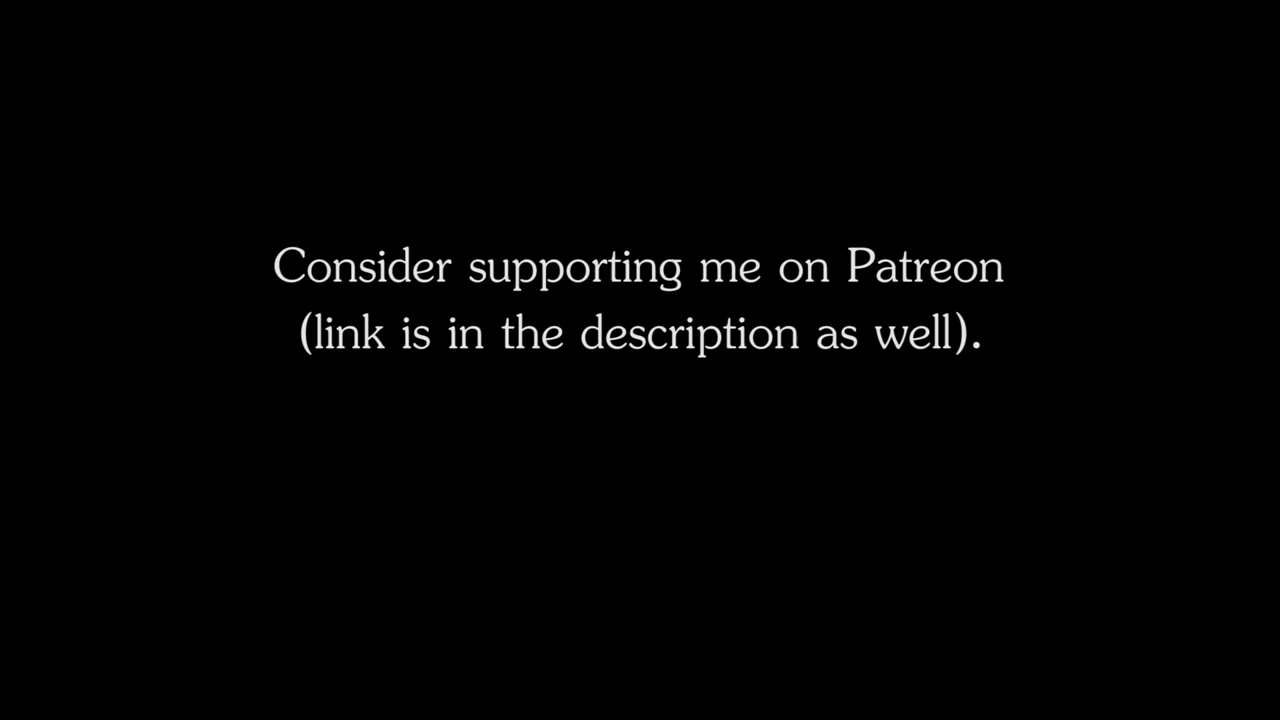 Consider supporting me on Patreon
(link is in the description as well).